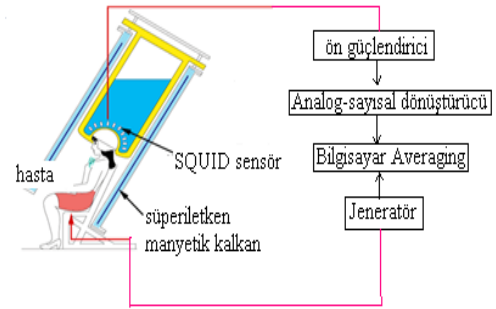 ön güçlendirici
Analog-sayısal dönüştürücü
Bilgisayar Averaging
Jeneratör
SQUID sensör
hasta
süperiletken
manyetik kalkan